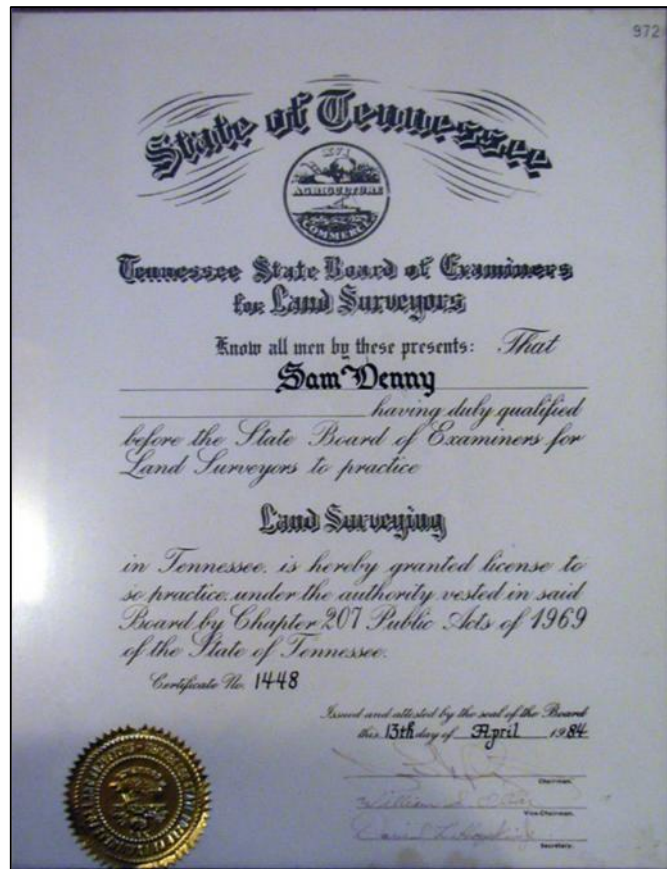 972
State of Tennessee
AGRICULTURE
COMMERCE
Tennessee State Board of Examiners
for Land Surveyors
Know all men by these presents: That
Sam Denny
having duly qualified
before the State Board of Examiners for
Land Surveyors to practice
Land Surveying
in Tennessee, is hereby granted license to
so practice under the authority vested in said
Board by Chapter 207 Public Acts of 1969
of the State of Tennessee.
Certificate No. 1448
Issued and attested by the seal of the Board
this 13th day of April 1984
Chairman.
Vice-Chairman.
Secretary.